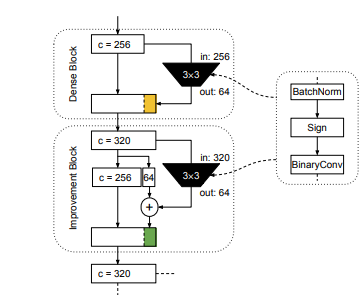 Dense Block
c = 256
in: 256
3×3
out: 64
Improvement Block
c = 320
in: 320
c = 256
64
3×3
out: 64
+
c = 320
BatchNorm
Sign
BinaryConv